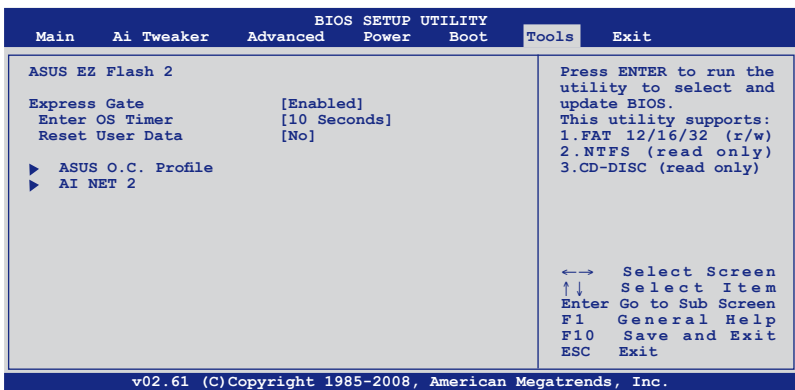 BIOS SETUP UTILITY
Main Ai Tweaker Advanced Power Boot Tools Exit
ASUS EZ Flash 2
Express Gate [Enabled]
Enter OS Timer [10 Seconds]
Reset User Data [No]
▶ ASUS O.C. Profile
▶ AI NET 2
Press ENTER to run the
utility to select and
update BIOS.
This utility supports:
1.FAT 12/16/32 (r/w)
2.NTFS (read only)
3.CD-DISC (read only)
←→ Select Screen
↑↓ Select Item
Enter Go to Sub Screen
F1 General Help
F10 Save and Exit
ESC Exit
v02.61 (C)Copyright 1985-2008, American Megatrends, Inc.